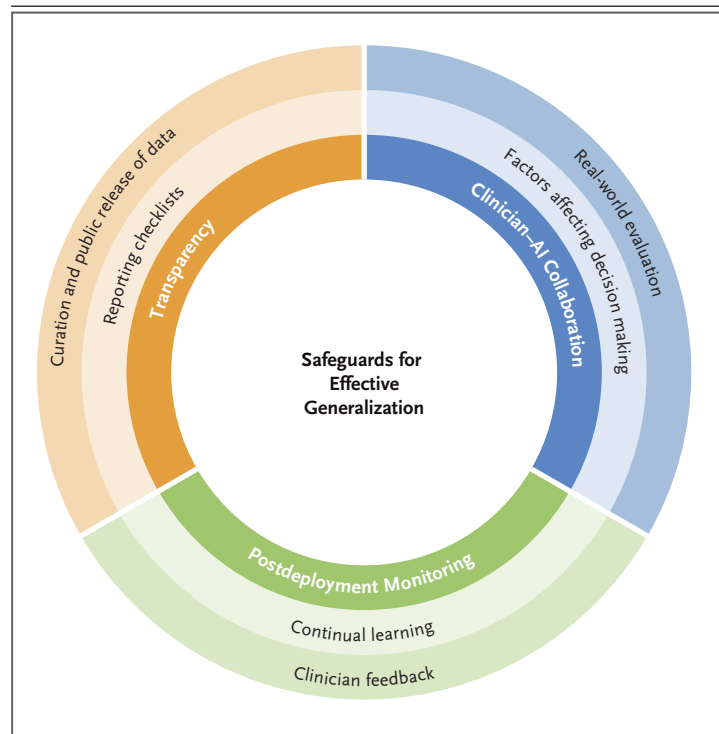 Curation and public release of data
Reporting checklists
Transparency
Real-world evaluation
Factors affecting decision making
Clinician–AI Collaboration
Safeguards for
Effective
Generalization
Postdeployment Monitoring
Continual learning
Clinician feedback